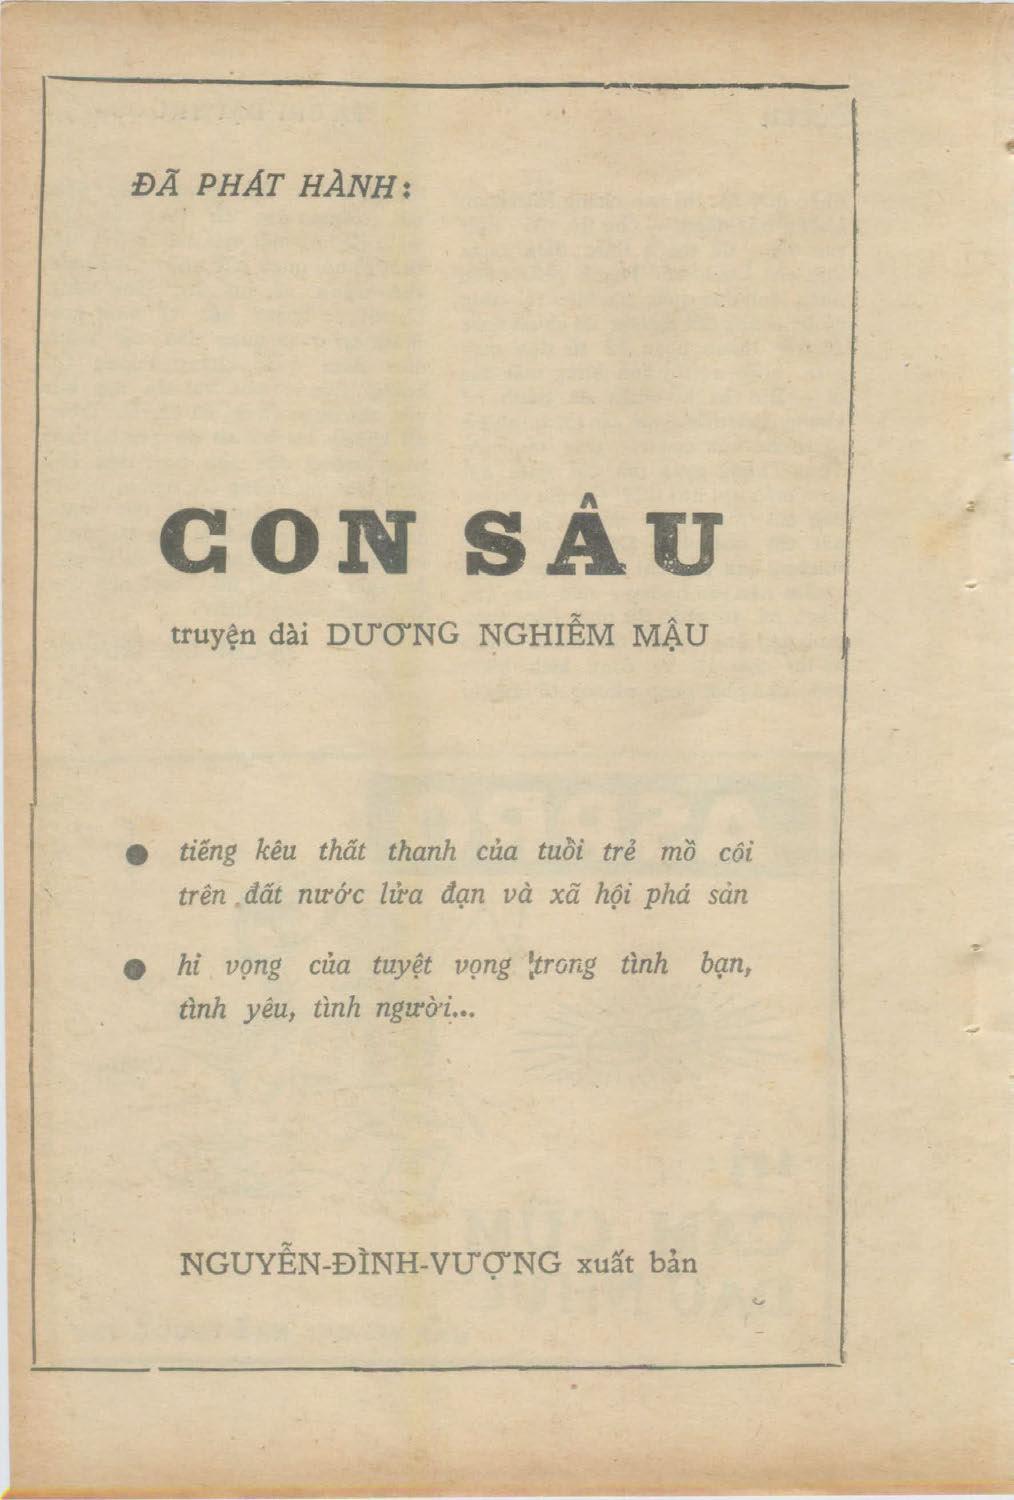 ĐÃ PHÁT HÀNH:
CON SÂU
truyện dài DƯƠNG NGHIỄM MẬU
● tiếng kêu thất thanh của tuổi trẻ mồ côi
trên đất nước lửa đạn và xã hội phá sản
● hi vọng của tuyệt vọng trong tình bạn,
tình yêu, tình người...
NGUYỄN-ĐÌNH-VƯỢNG xuất bản